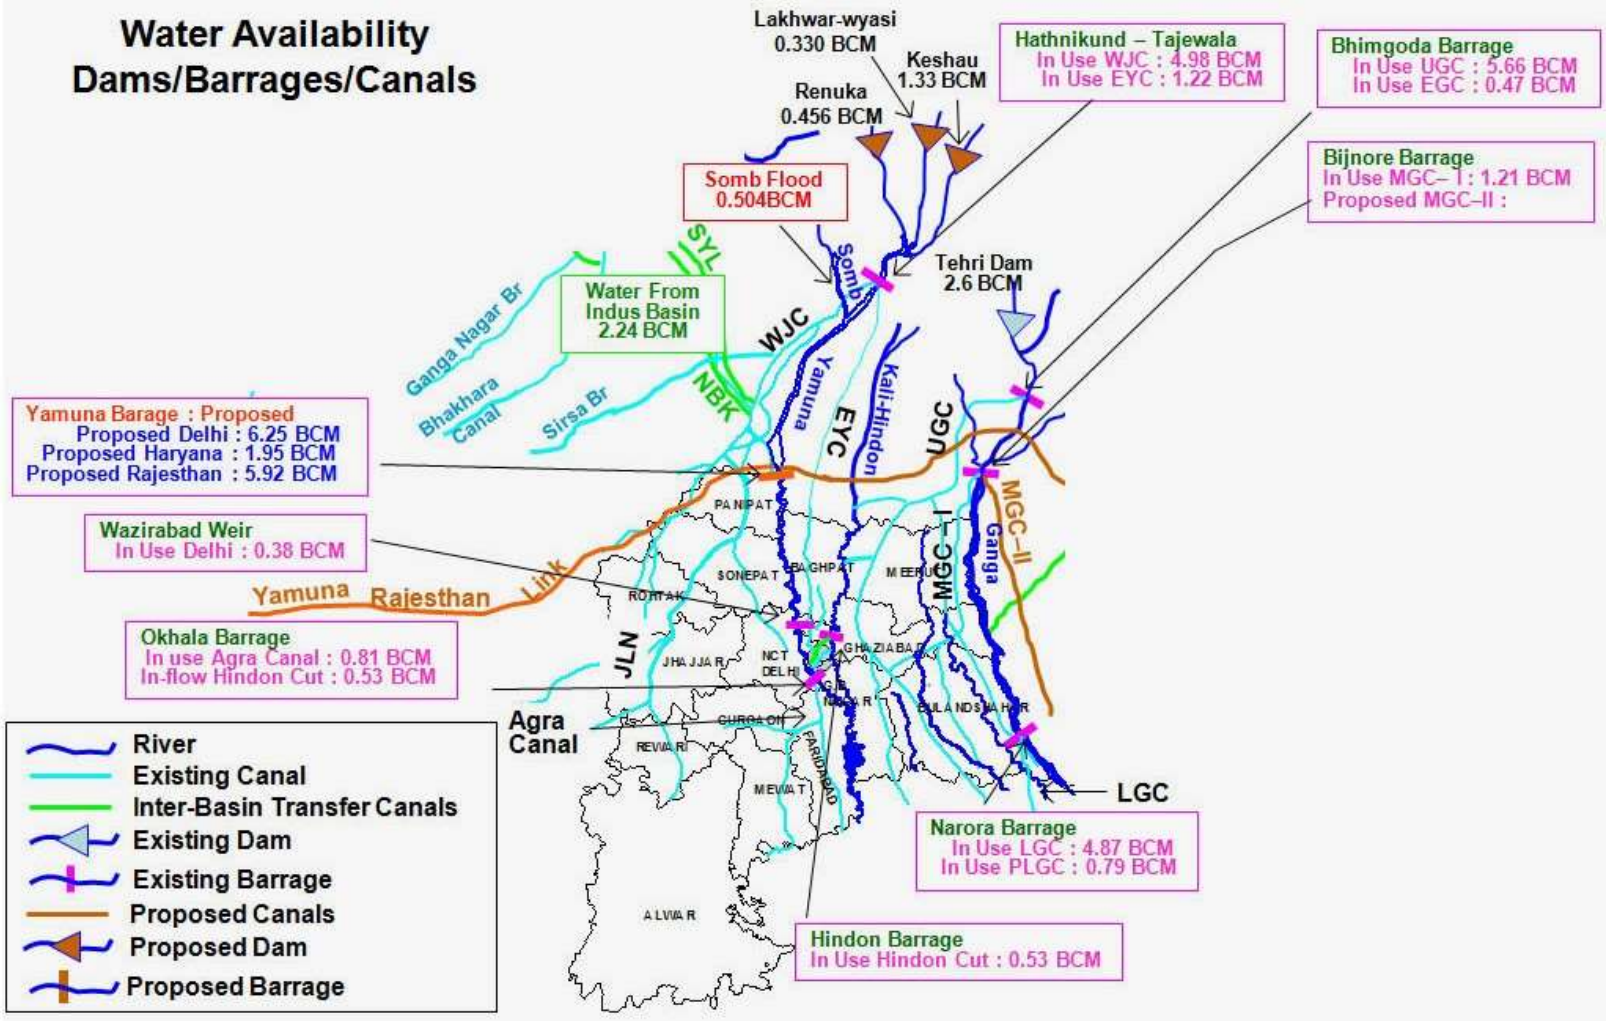 Water Availability
Dams/Barrages/Canals
Lakhwar-wyasi
0.330 BCM
Keshau
1.33 BCM
Renuka
0.456 BCM
Hathnikund – Tajewala
In Use WJC : 4.98 BCM
In Use EYC : 1.22 BCM
Bhimgoda Barrage
In Use UGC : 5.66 BCM
In Use EGC : 0.47 BCM
Bijnore Barrage
In Use MGC– I : 1.21 BCM
Proposed MGC–II :
Somb Flood
0.504BCM
SYL
Somb
Tehri Dam
2.6 BCM
Water From
Indus Basin
2.24 BCM
Ganga Nagar Br
WJC
Bhakhara
Canal
Sirsa Br
NBK
Yamuna
EYC
Kali-Hindon
UGC
Yamuna Barage : Proposed
Proposed Delhi : 6.25 BCM
Proposed Haryana : 1.95 BCM
Proposed Rajesthan : 5.92 BCM
PANIPAT
MGC–II
MGC–I
Ganga
Wazirabad Weir
In Use Delhi : 0.38 BCM
SONEPAT
BAGHPAT
MEERUT
Yamuna Rajesthan Link
ROHTAK
Okhala Barrage
In use Agra Canal : 0.81 BCM
In-flow Hindon Cut : 0.53 BCM
JLN
JHAJJAR
NCT
DELHI
GHAZIABAD
G.B.
NAGAR
BULANDSHAHAR
Agra
Canal
GURGAON
REWARI
FARIDABAD
MEWAT
LGC
River
Existing Canal
Inter-Basin Transfer Canals
Existing Dam
Existing Barrage
Proposed Canals
Proposed Dam
Proposed Barrage
Narora Barrage
In Use LGC : 4.87 BCM
In Use PLGC : 0.79 BCM
ALWAR
Hindon Barrage
In Use Hindon Cut : 0.53 BCM